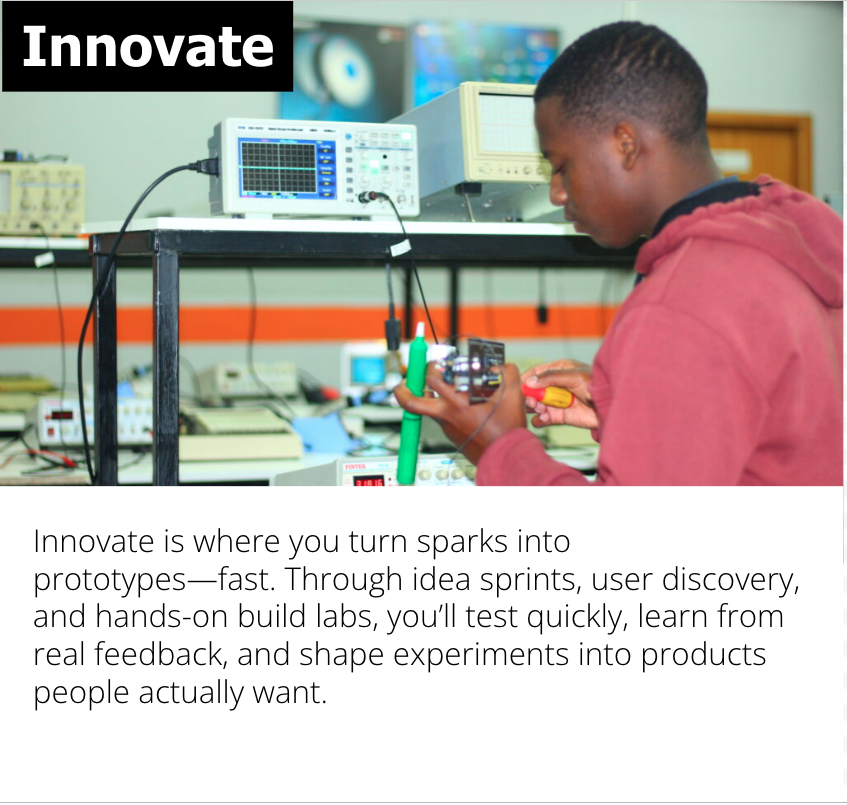 Innovate
Innovate is where you turn sparks into
prototypes—fast. Through idea sprints, user discovery,
and hands-on build labs, you’ll test quickly, learn from
real feedback, and shape experiments into products
people actually want.